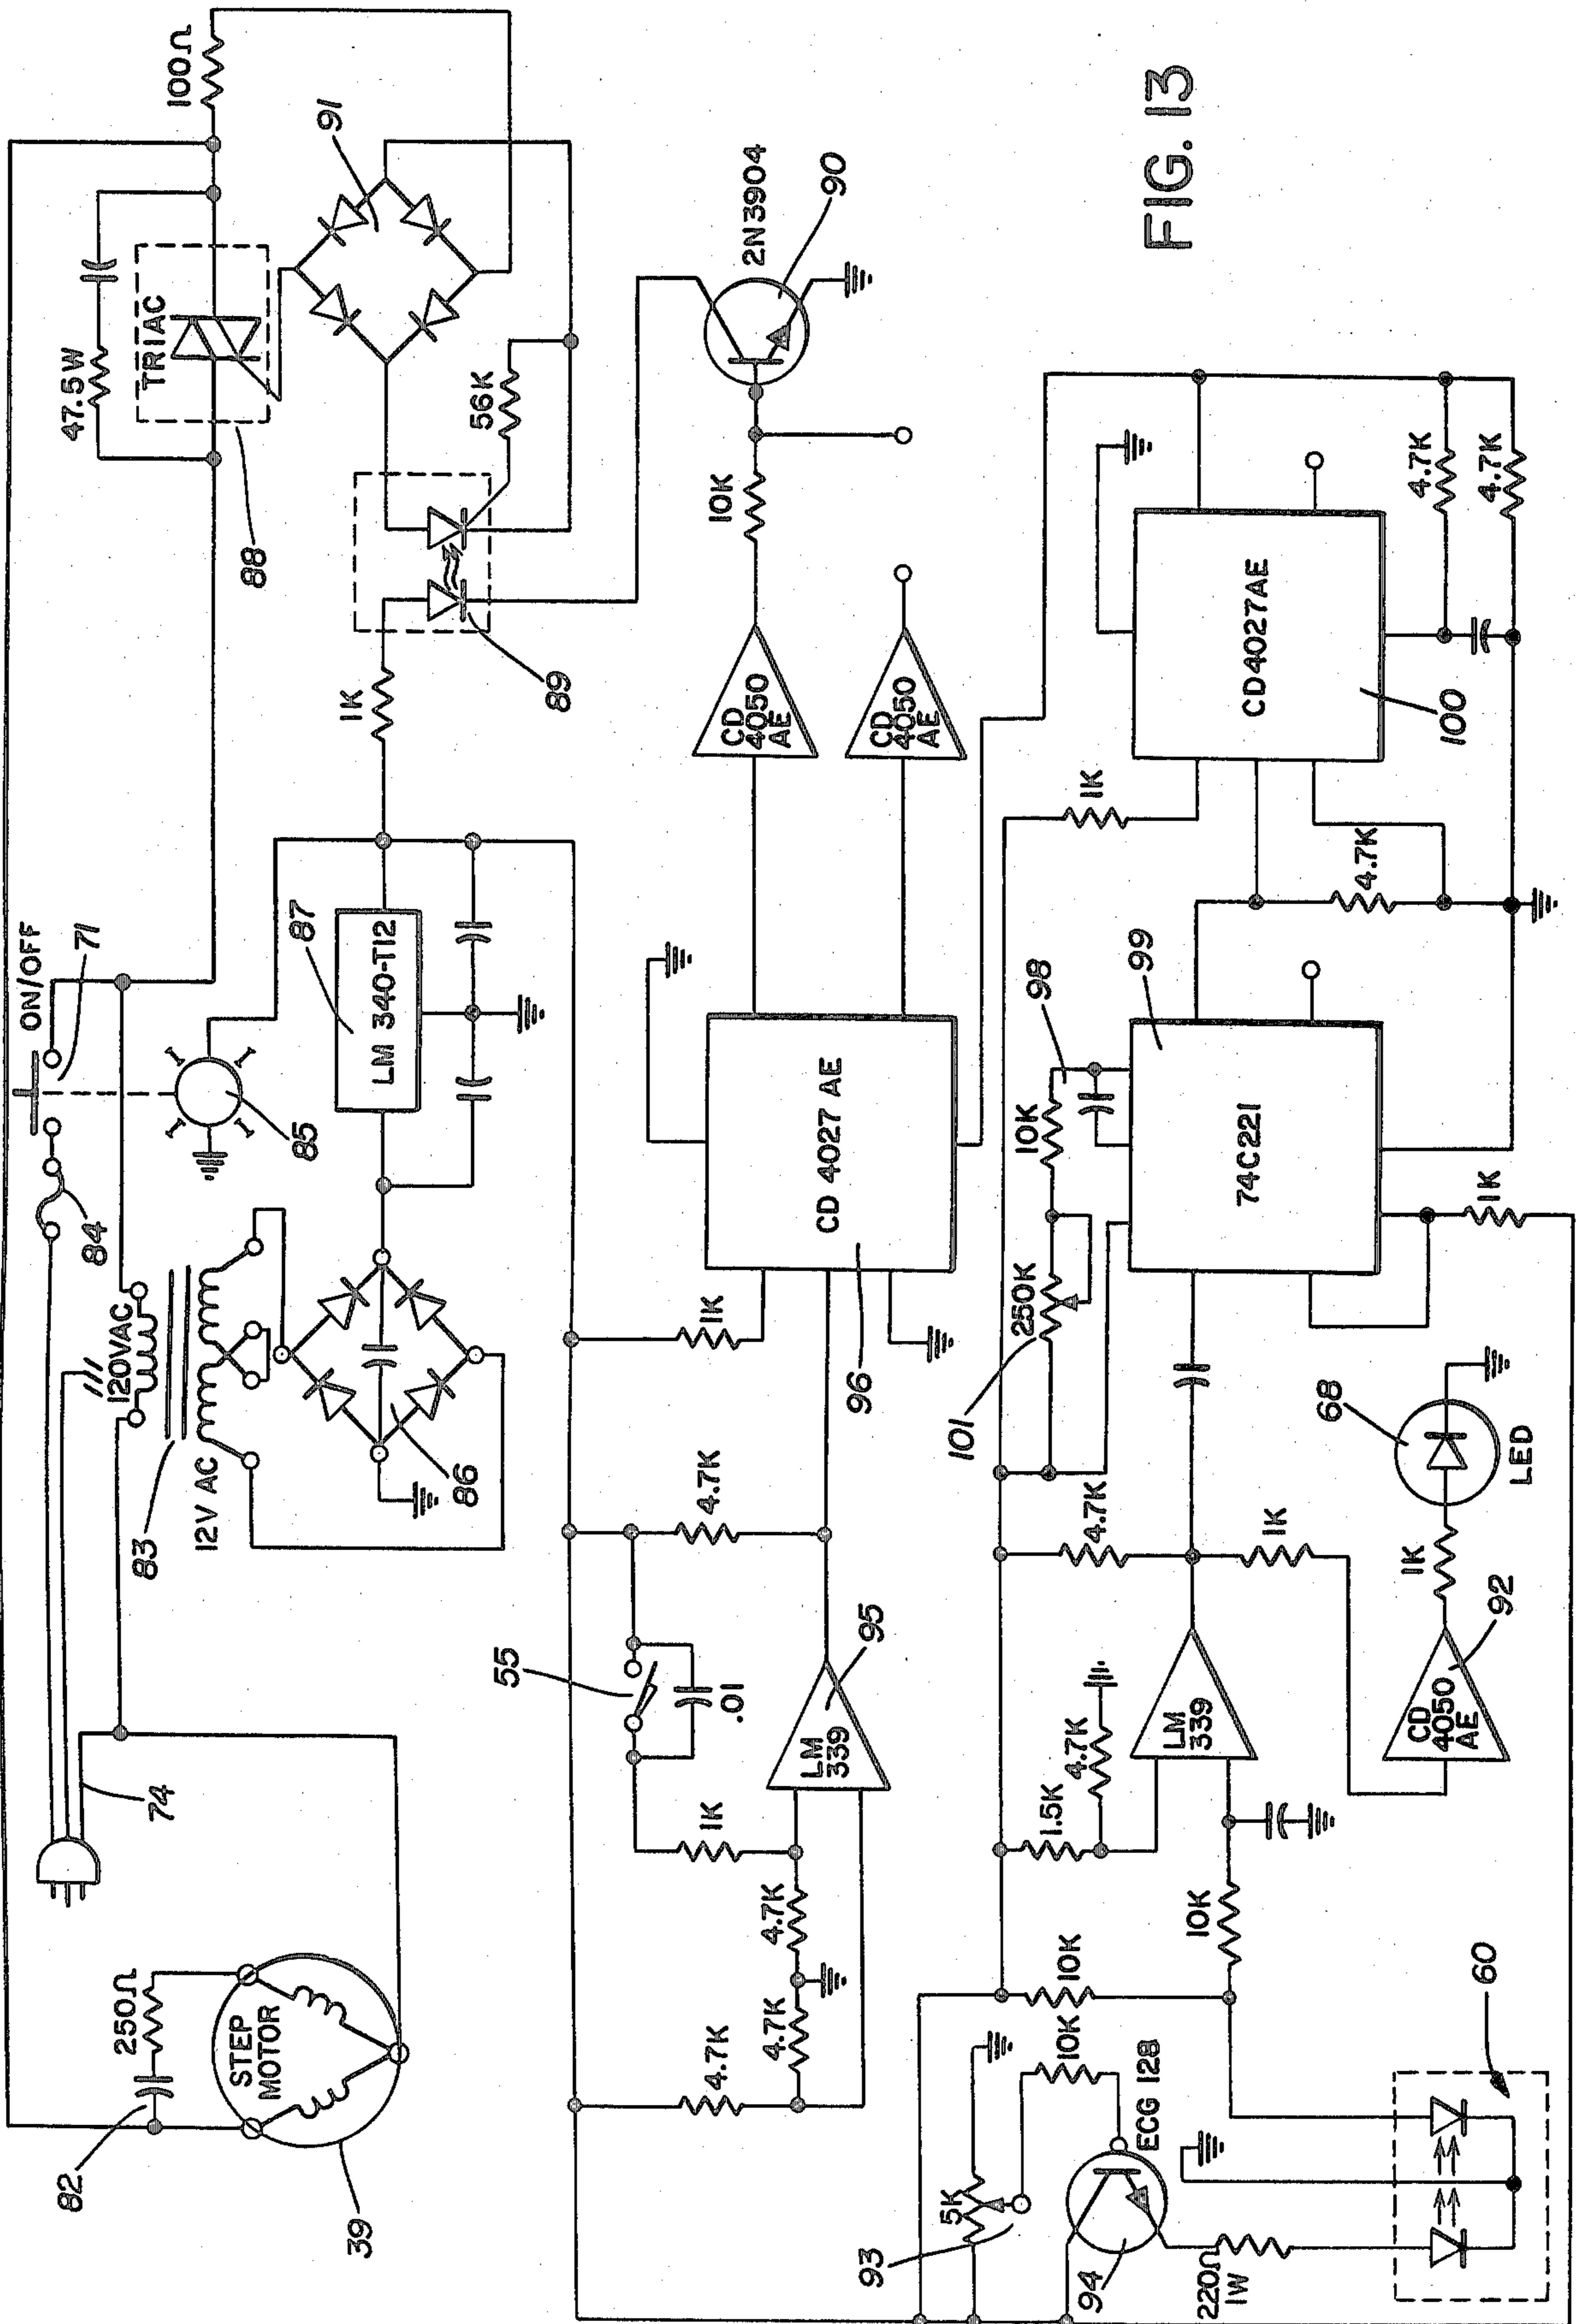 FIG. 13
ON/OFF
71
84
120VAC
83
12V AC
74
82
250Ω
STEP
MOTOR
39
85
86
87
LM 340-T12
100Ω
47.5W
TRIAC
88
91
56K
1K
89
2N3904
90
10K
CD
4050
AE
CD
4050
AE
CD 4027 AE
96
1K
4.7K
55
.01
LM
339
95
1K
4.7K
4.7K
4.7K
CD4027AE
100
4.7K
4.7K
1K
4.7K
98
99
10K
250K
101
74C221
1K
4.7K
1K
68
LED
1K
CD
4050
AE
92
LM
339
4.7K
1.5K
10K
10K
10K
60
5K
93
ECG 128
94
220Ω
1W